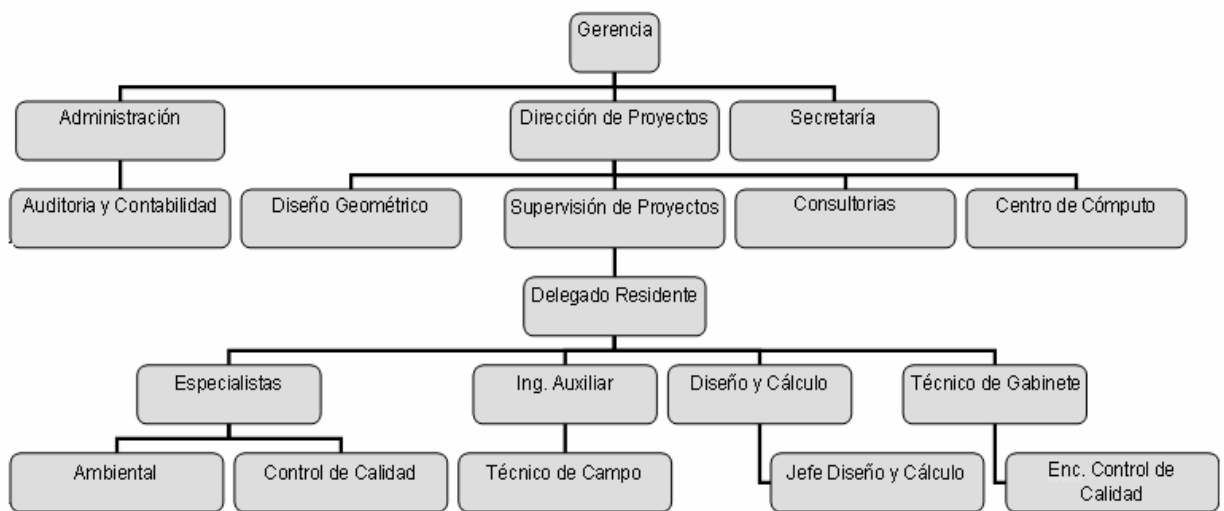 Gerencia
Administración
Dirección de Proyectos
Secretaría
Auditoria y Contabilidad
Diseño Geométrico
Supervisión de Proyectos
Consultorias
Centro de Cómputo
Delegado Residente
Especialistas
Ing. Auxiliar
Diseño y Cálculo
Técnico de Gabinete
Ambiental
Control de Calidad
Técnico de Campo
Jefe Diseño y Cálculo
Enc. Control de
Calidad